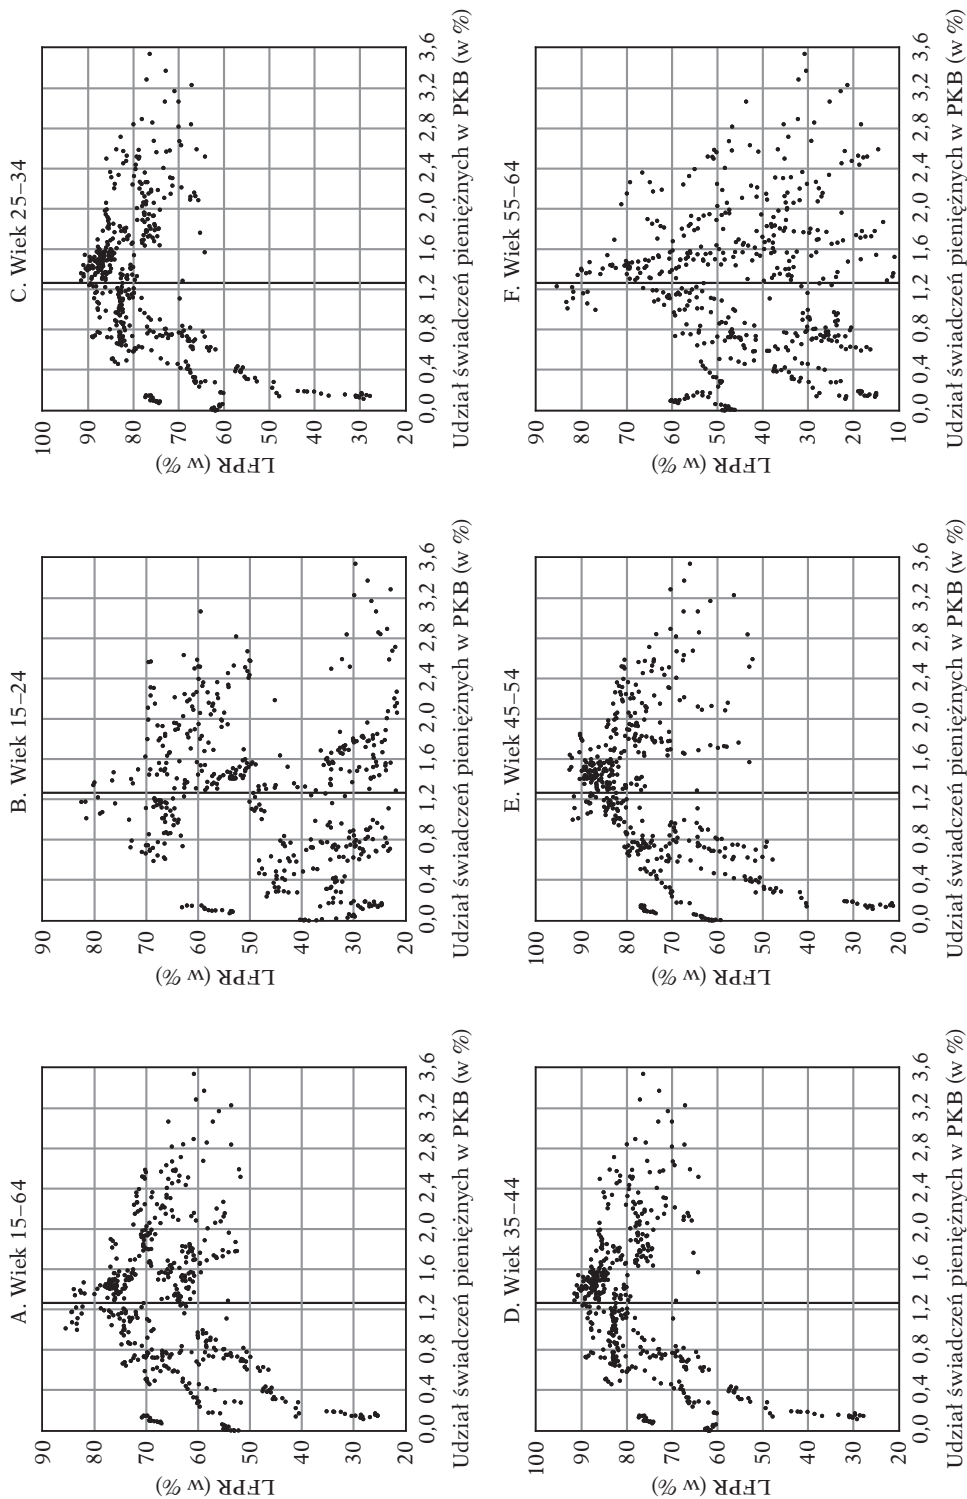 A. Wiek 15–64
LFPR (w %)
90
80
70
60
50
40
30
20
0,0 0,4 0,8 1,2 1,6 2,0 2,4 2,8 3,2 3,6
Udział świadczeń pieniężnych w PKB (w %)
B. Wiek 15–24
LFPR (w %)
90
80
70
60
50
40
30
20
0,0 0,4 0,8 1,2 1,6 2,0 2,4 2,8 3,2 3,6
Udział świadczeń pieniężnych w PKB (w %)
C. Wiek 25–34
LFPR (w %)
100
90
80
70
60
50
40
30
20
0,0 0,4 0,8 1,2 1,6 2,0 2,4 2,8 3,2 3,6
Udział świadczeń pieniężnych w PKB (w %)
D. Wiek 35–44
LFPR (w %)
100
90
80
70
60
50
40
30
20
0,0 0,4 0,8 1,2 1,6 2,0 2,4 2,8 3,2 3,6
Udział świadczeń pieniężnych w PKB (w %)
E. Wiek 45–54
LFPR (w %)
100
90
80
70
60
50
40
30
20
0,0 0,4 0,8 1,2 1,6 2,0 2,4 2,8 3,2 3,6
Udział świadczeń pieniężnych w PKB (w %)
F. Wiek 55–64
LFPR (w %)
90
80
70
60
50
40
30
20
10
0,0 0,4 0,8 1,2 1,6 2,0 2,4 2,8 3,2 3,6
Udział świadczeń pieniężnych w PKB (w %)